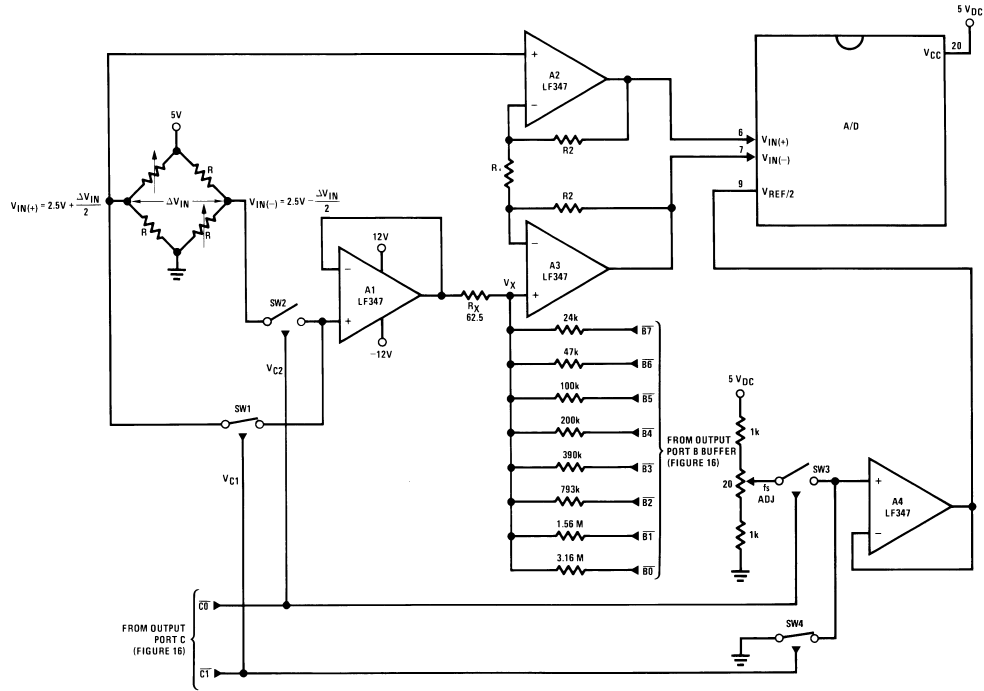 5 V DC
20
VCC
A/D
6
VIN(+)
7
VIN(−)
9
VREF/2
+
A2
LF347
−
R2
R.
R2
−
A3
LF347
+
5V
R
R
R
ΔVIN
VIN(+) = 2.5V + ΔVIN
2
VIN(−) = 2.5V − ΔVIN
2
12V
−
A1
LF347
+
−12V
SW2
VC2
SW1
VC1
RX
62.5
VX
24k
B7
47k
B6
100k
B5
200k
B4
390k
B3
793k
B2
1.56 M
B1
3.16 M
B0
FROM OUTPUT
PORT B BUFFER
(FIGURE 16)
5 VDC
1k
20
fs
ADJ
1k
SW3
+
A4
LF347
−
SW4
C0
FROM OUTPUT
PORT C
(FIGURE 16)
C1